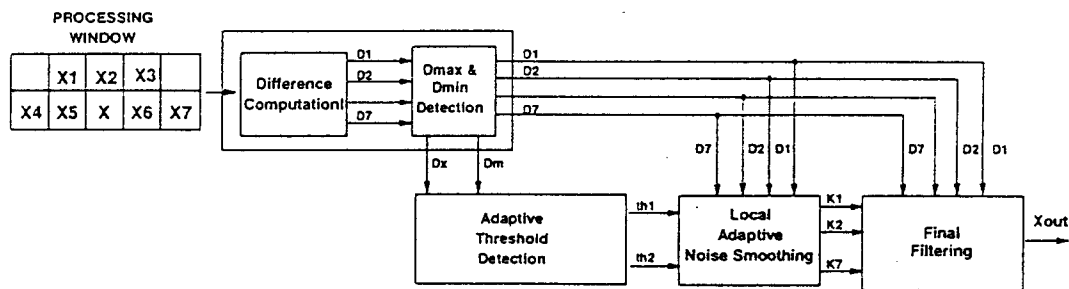 PROCESSING
WINDOW
X1 X2 X3
X4 X5 X X6 X7
Difference
Computation!
D1
D2
D7
Dmax &
Dmin
Detection
D1
D2
D7
Dx Dm
D7 D2 D1
D7 D2 D1
Adaptive
Threshold
Detection
th1
th2
Local
Adaptive
Noise Smoothing
K1
K2
K7
Final
Filtering
Xout